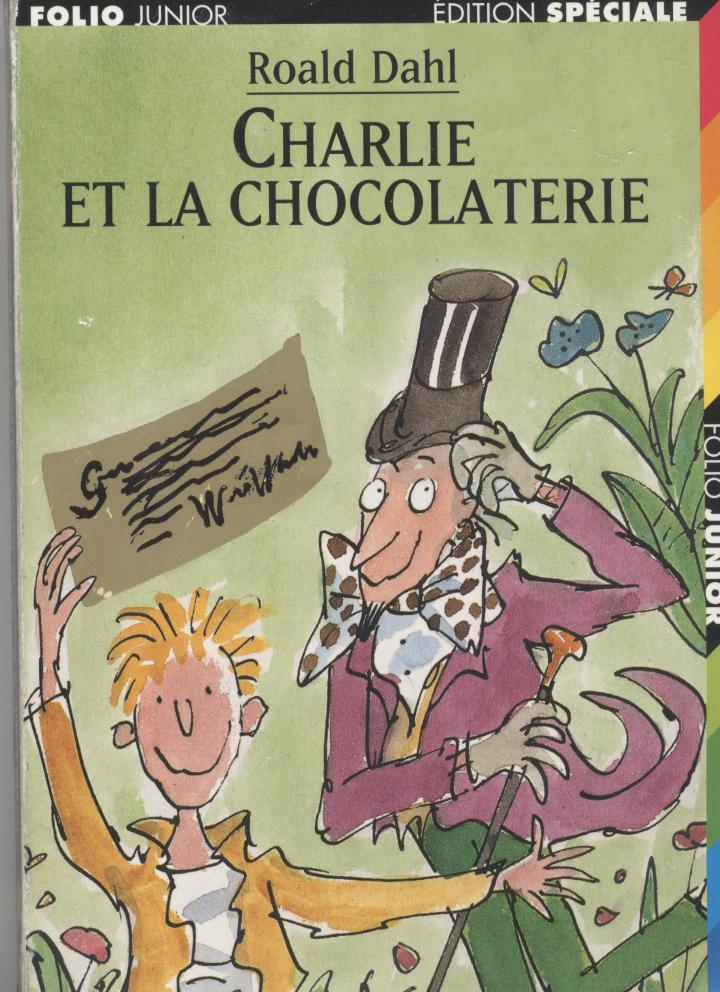 FOLIO JUNIOR
ÉDITION SPÉCIALE
Roald Dahl
CHARLIE
ET LA CHOCOLATERIE
FOLIO JUNIOR